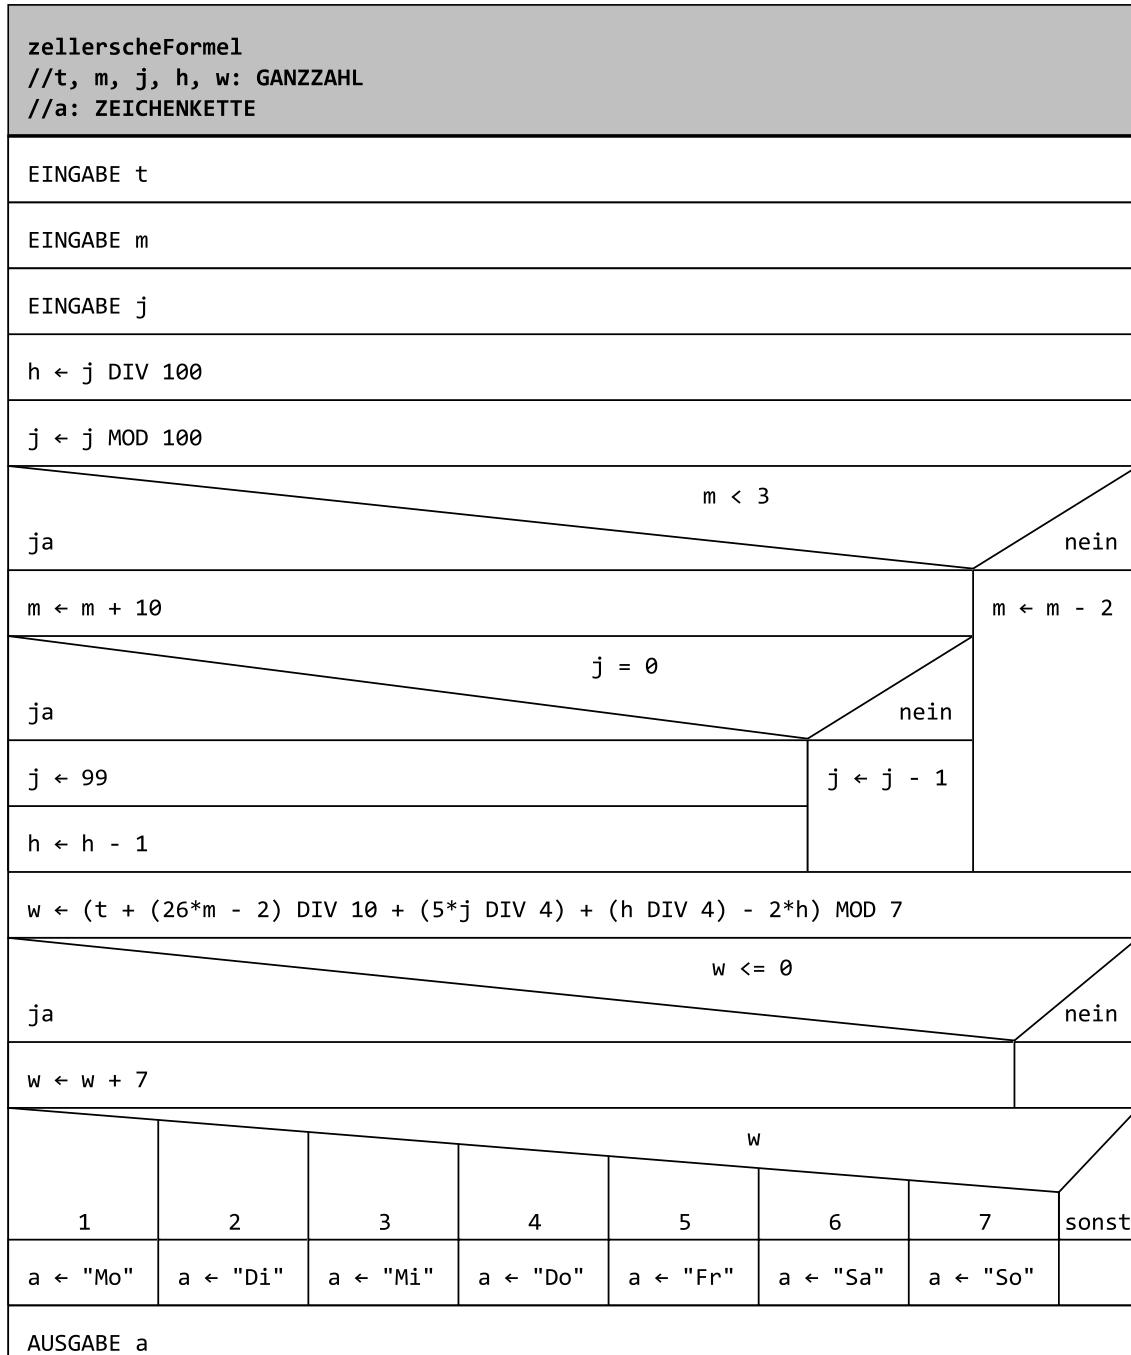 zellerscheFormel
//t, m, j, h, w: GANZZAHL
//a: ZEICHENKETTE
EINGABE t
EINGABE m
EINGABE j
h ← j DIV 100
j ← j MOD 100
m < 3
ja nein
m ← m + 10 m ← m - 2
j = 0
ja nein
j ← 99 j ← j - 1
h ← h - 1
w ← (t + (26*m - 2) DIV 10 + (5*j DIV 4) + (h DIV 4) - 2*h) MOD 7
w <= 0
ja nein
w ← w + 7
w
1 2 3 4 5 6 7 sonst
a ← "Mo" a ← "Di" a ← "Mi" a ← "Do" a ← "Fr" a ← "Sa" a ← "So"
AUSGABE a